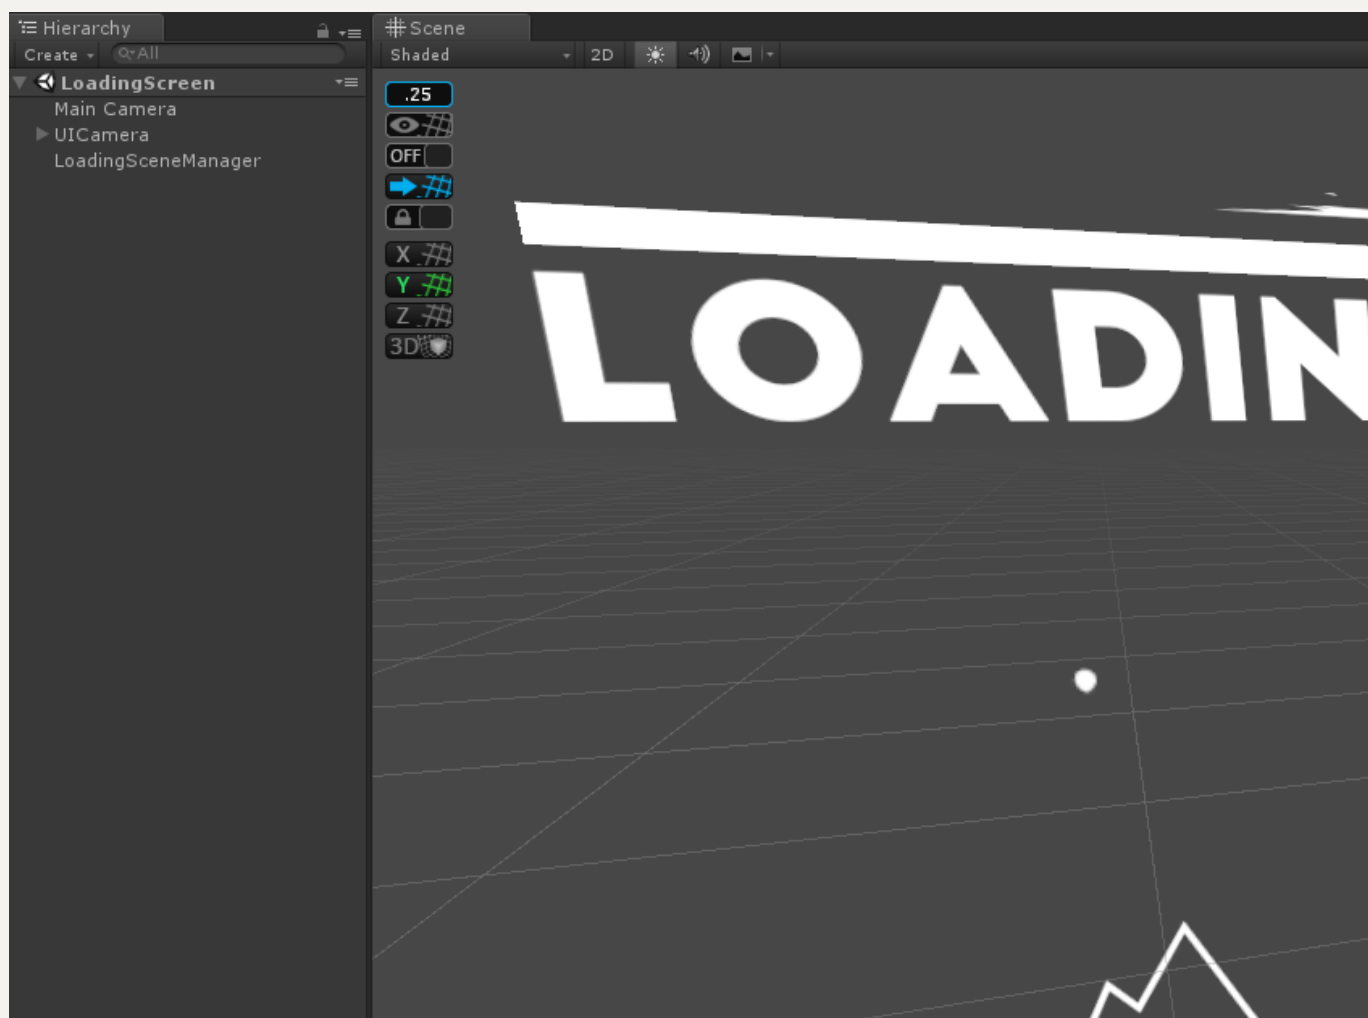 Hierarchy
Create
All
LoadingScreen
Main Camera
UICamera
LoadingSceneManager
Scene
Shaded
2D
.25
OFF
X
Y
Z
3D
LOADIN